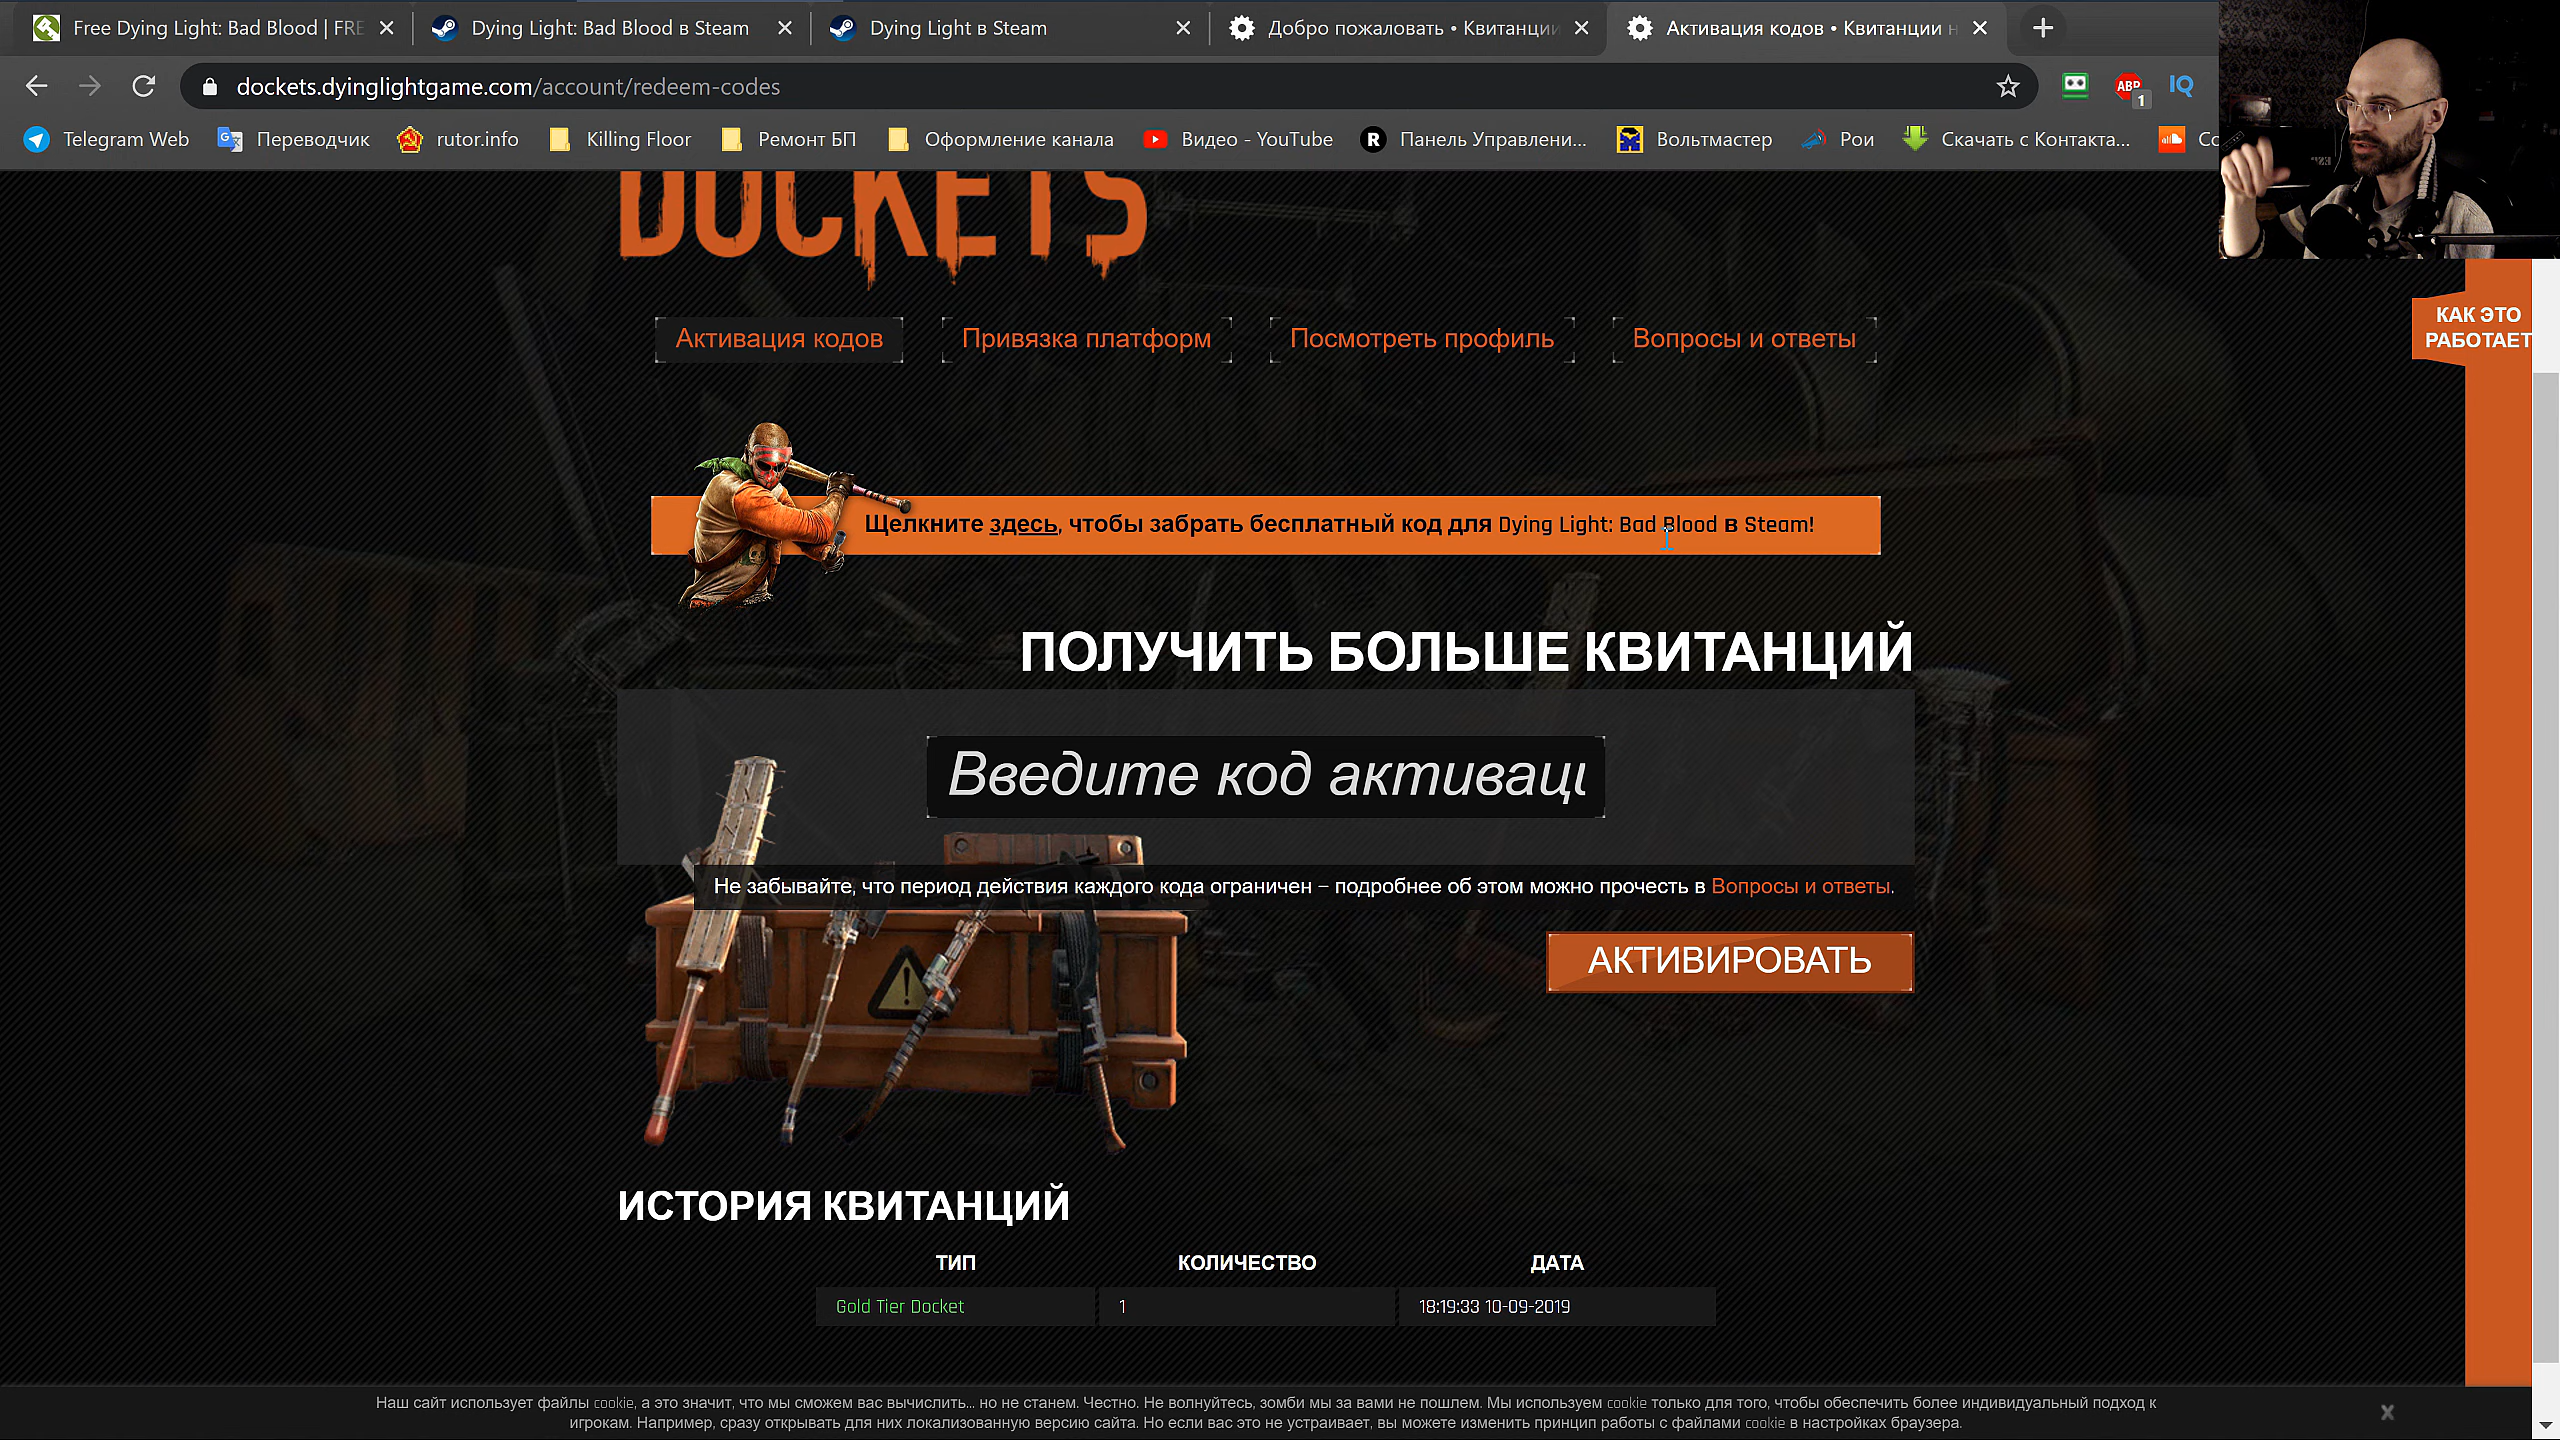 Free Dying Light: Bad Blood | FRE
Dying Light: Bad Blood в Steam
Dying Light в Steam
Добро пожаловать • Квитанции
Активация кодов • Квитанции н
dockets.dyinglightgame.com/account/redeem-codes
ABP
1
IQ
Telegram Web
Переводчик
rutor.info
Killing Floor
Ремонт БП
Оформление канала
Видео - YouTube
R
Панель Управлени...
Вольтмастер
Рои
Скачать с Контакта...
DOCKETS
КАК ЭТО
РАБОТАЕТ
Активация кодов
Привязка платформ
Посмотреть профиль
Вопросы и ответы
Щелкните здесь, чтобы забрать бесплатный код для Dying Light: Bad Blood в Steam!
ПОЛУЧИТЬ БОЛЬШЕ КВИТАНЦИЙ
Введите код активаци
Не забывайте, что период действия каждого кода ограничен – подробнее об этом можно прочесть в Вопросы и ответы.
АКТИВИРОВАТЬ
ИСТОРИЯ КВИТАНЦИЙ
ТИП
КОЛИЧЕСТВО
ДАТА
Gold Tier Docket
1
18:19:33 10-09-2019
Наш сайт использует файлы cookie, а это значит, что мы сможем вас вычислить... но не станем. Честно. Не волнуйтесь, зомби мы за вами не пошлем. Мы используем cookie только для того, чтобы обеспечить более индивидуальный подход к
игрокам. Например, сразу открывать для них локализованную версию сайта. Но если вас это не устраивает, вы можете изменить принцип работы с файлами cookie в настройках браузера.
X